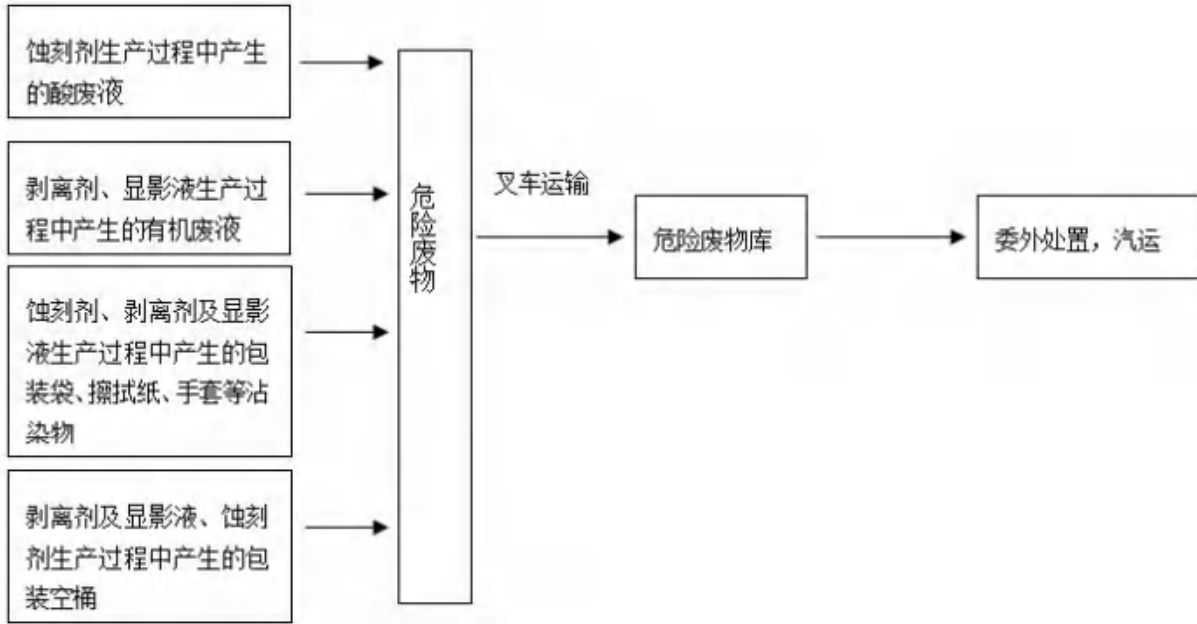 蚀刻剂生产过程中产生
的酸废液
剥离剂、显影液生产过
程中产生的有机废液
蚀刻剂、剥离剂及显影
液生产过程中产生的包
装袋、擦拭纸、手套等沾
染物
剥离剂及显影液、蚀刻
剂生产过程中产生的包
装空桶
危险废物
叉车运输
危险废物库
委外处置，汽运